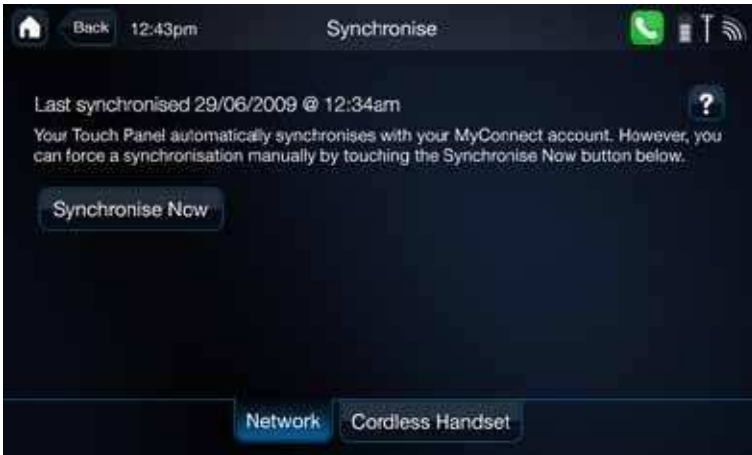 Back 12:43pm Synchronise
Last synchronised 29/06/2009 @ 12:34am
?
Your Touch Panel automatically synchronises with your MyConnect account. However, you
can force a synchronisation manually by touching the Synchronise Now button below.
Synchronise Now
Network Cordless Handset